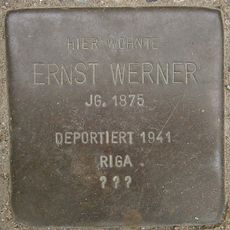 HIER WOHNTE
ERNST WERNER
JG. 1875
DEPORTIERT 1941
RIGA
? ? ?